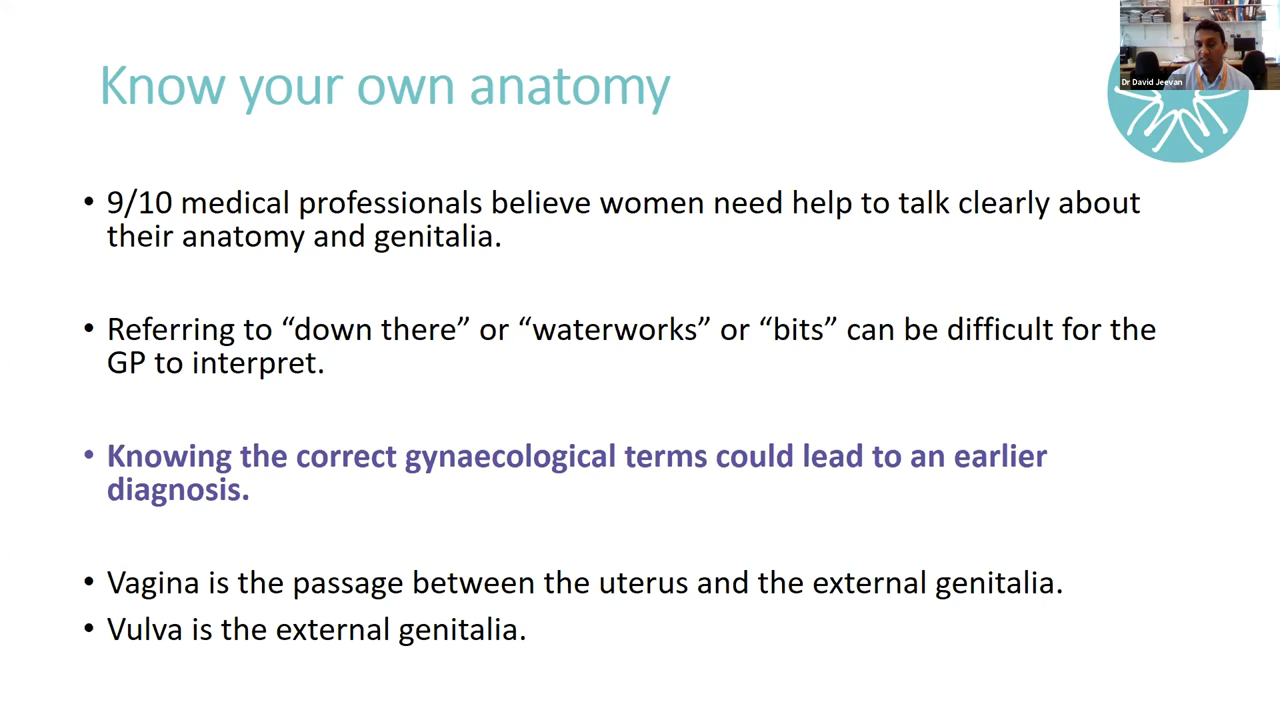 Know your own anatomy
Dr David Jeevan
• 9/10 medical professionals believe women need help to talk clearly about
their anatomy and genitalia.
• Referring to “down there” or “waterworks” or “bits” can be difficult for the
GP to interpret.
• Knowing the correct gynaecological terms could lead to an earlier
diagnosis.
• Vagina is the passage between the uterus and the external genitalia.
• Vulva is the external genitalia.